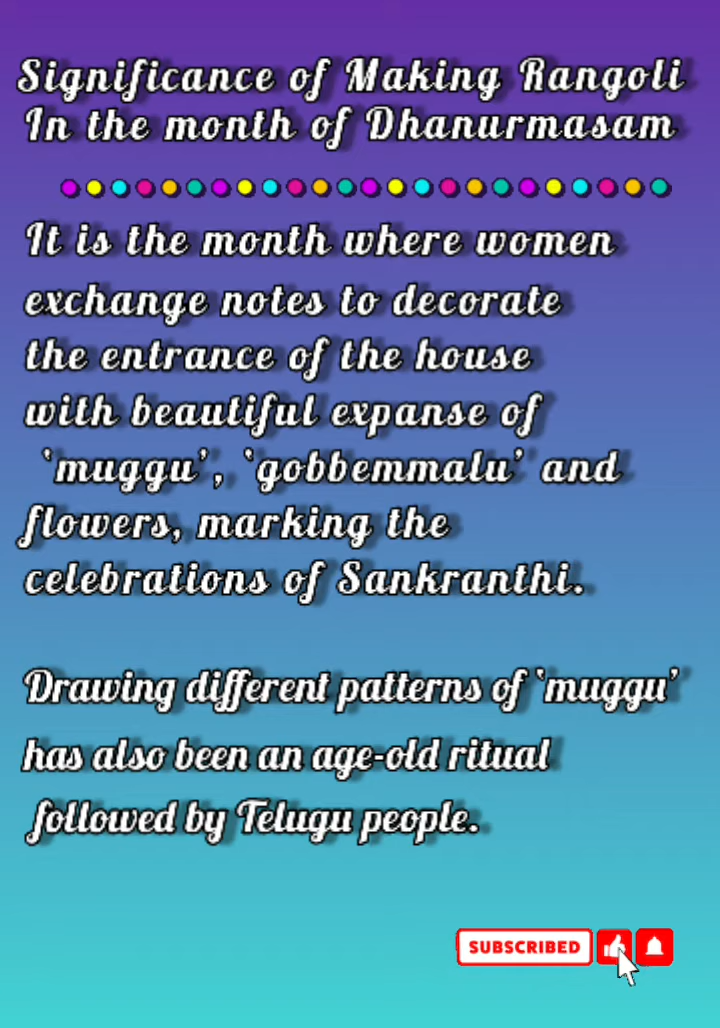 Significance of Making Rangoli
In the month of Dhanurmasam
It is the month where women
exchange notes to decorate
the entrance of the house
with beautiful expanse of
‛muggu’, ‛gobbemmalu’ and
flowers, marking the
celebrations of Sankranthi.
Drawing different patterns of ‛muggu’
has also been an age-old ritual
followed by Telugu people.
SUBSCRIBED